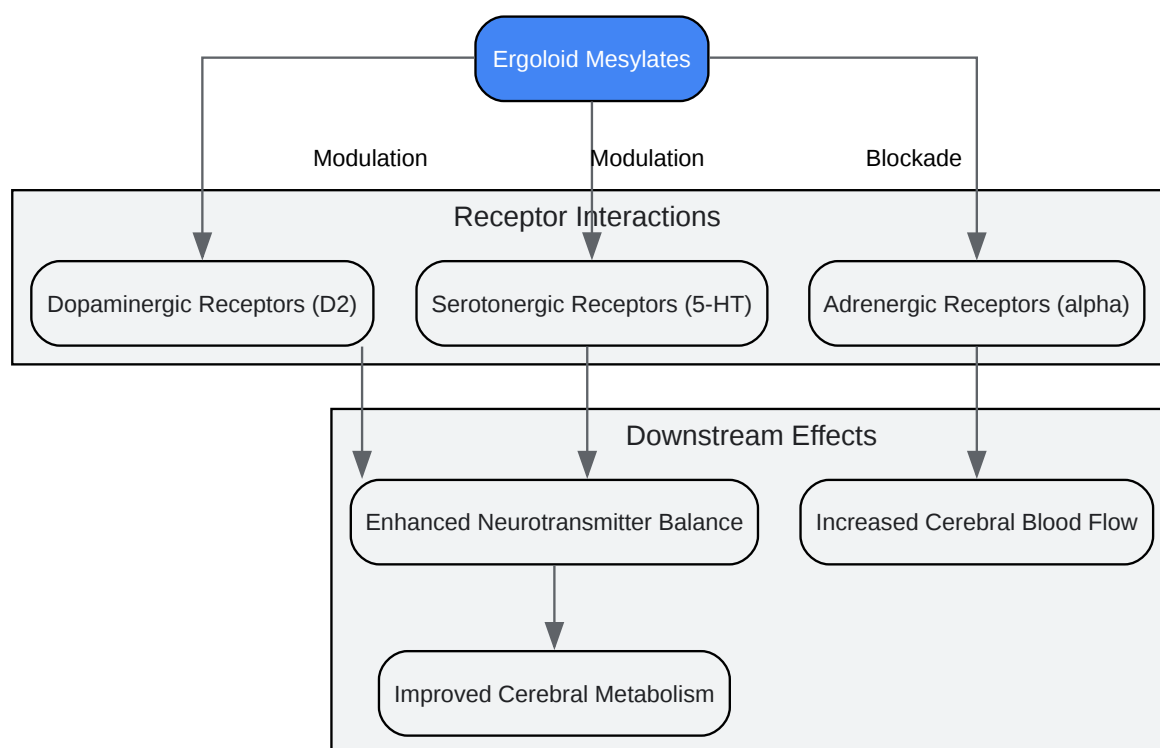 Ergoloid Mesylates
Modulation
Modulation
Blockade
Receptor Interactions
Dopaminergic Receptors (D2)
Serotonergic Receptors (5-HT)
Adrenergic Receptors (alpha)
Downstream Effects
Enhanced Neurotransmitter Balance
Increased Cerebral Blood Flow
Improved Cerebral Metabolism